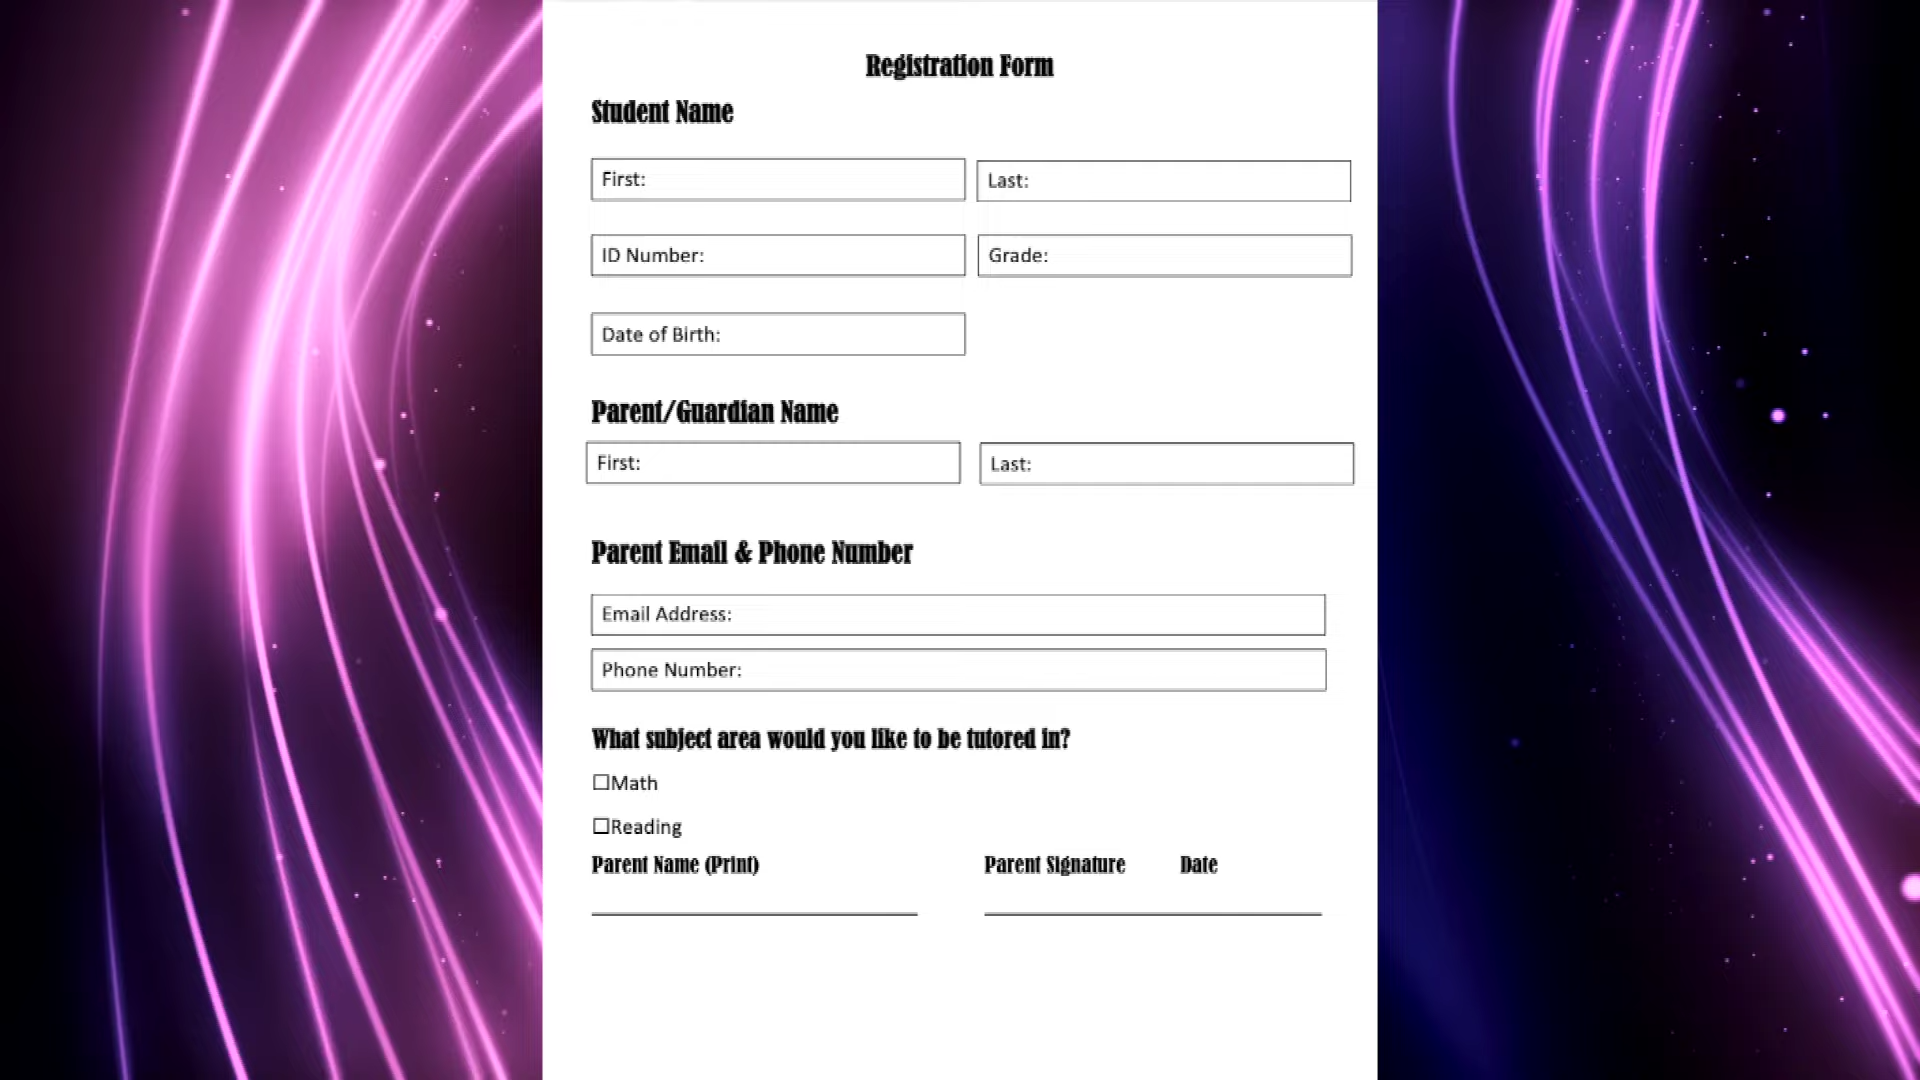 Registration Form
Student Name
First: Last:
ID Number: Grade:
Date of Birth:
Parent/Guardian Name
First: Last:
Parent Email & Phone Number
Email Address:
Phone Number:
What subject area would you like to be tutored in?
☐Math
☐Reading
Parent Name (Print) Parent Signature Date